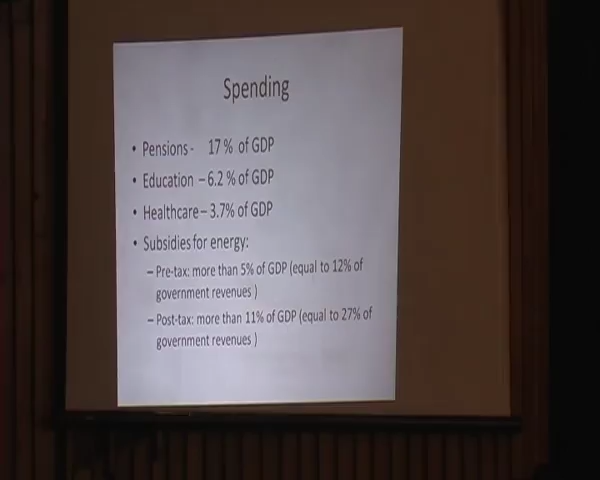 Spending
• Pensions - 17 % of GDP
• Education – 6.2 % of GDP
• Healthcare – 3.7% of GDP
• Subsidies for energy:
– Pre-tax: more than 5% of GDP (equal to 12% of
government revenues )
– Post-tax: more than 11% of GDP (equal to 27% of
government revenues )